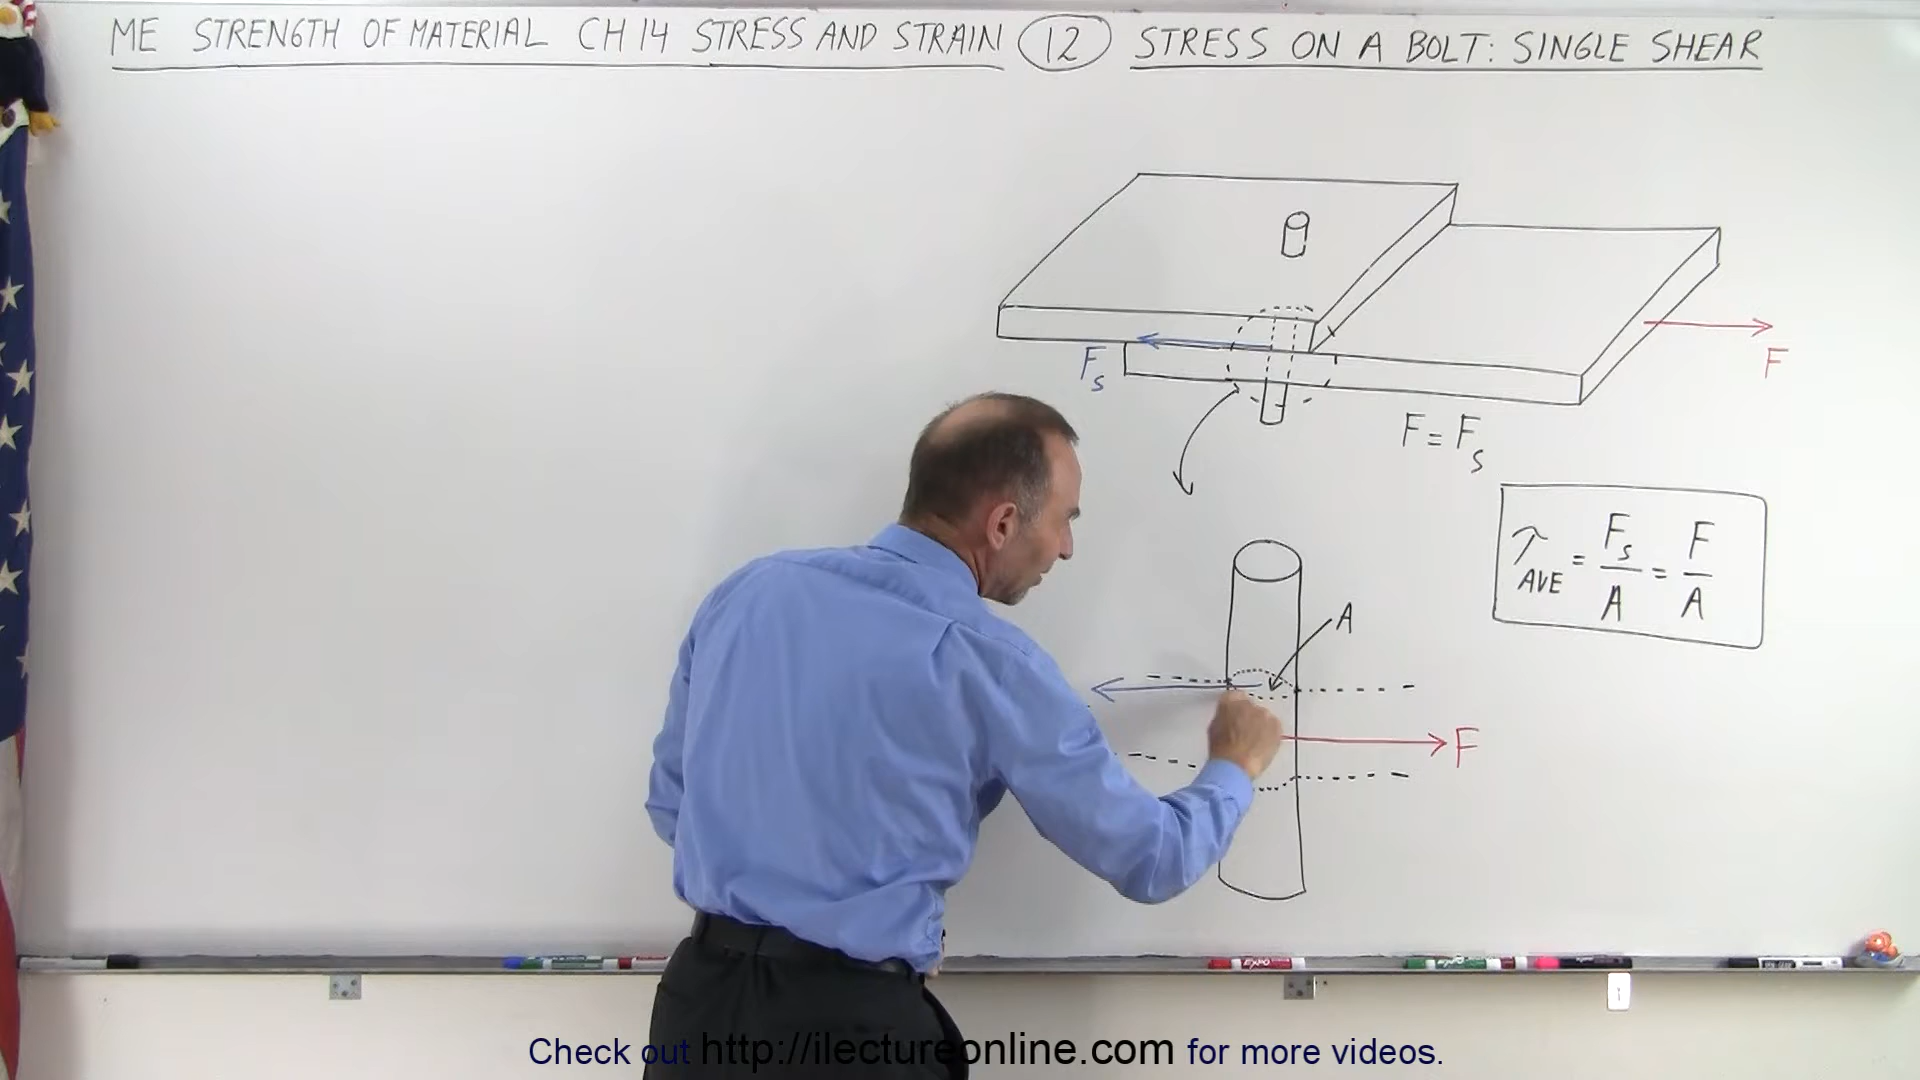 ME STRENGTH OF MATERIAL CH 14 STRESS AND STRAIN 12 STRESS ON A BOLT: SINGLE SHEAR
F
Fs
F = Fs
τAVE = Fs/A = F/A
A
F
EXPO
Check out http://ilectureonline.com for more videos.